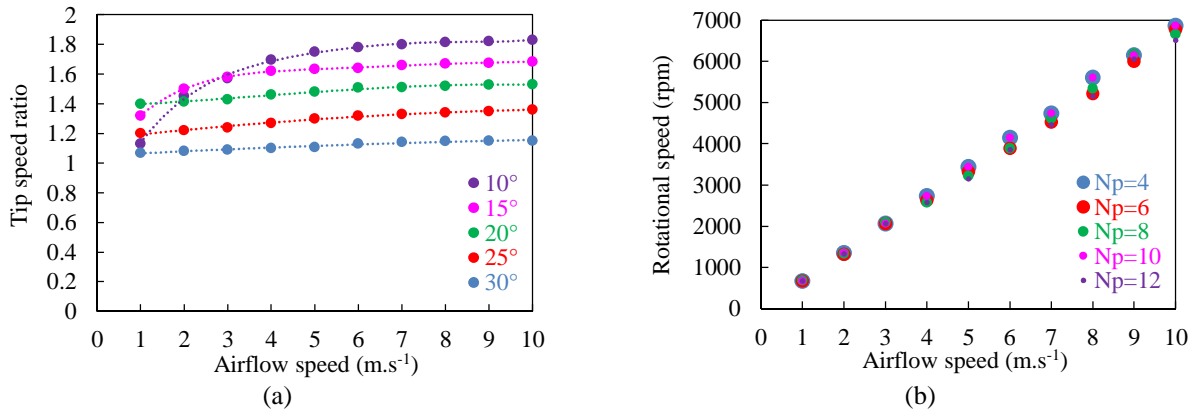 Tip speed ratio
2
1.8
1.6
1.4
1.2
1
0.8
0.6
0.4
0.2
0
10°
15°
20°
25°
30°
0 1 2 3 4 5 6 7 8 9 10
Airflow speed (m.s-1)
(a)
Rotational speed (rpm)
7000
6000
5000
4000
3000
2000
1000
0
Np=4
Np=6
Np=8
Np=10
Np=12
0 1 2 3 4 5 6 7 8 9 10
Airflow speed (m.s-1)
(b)